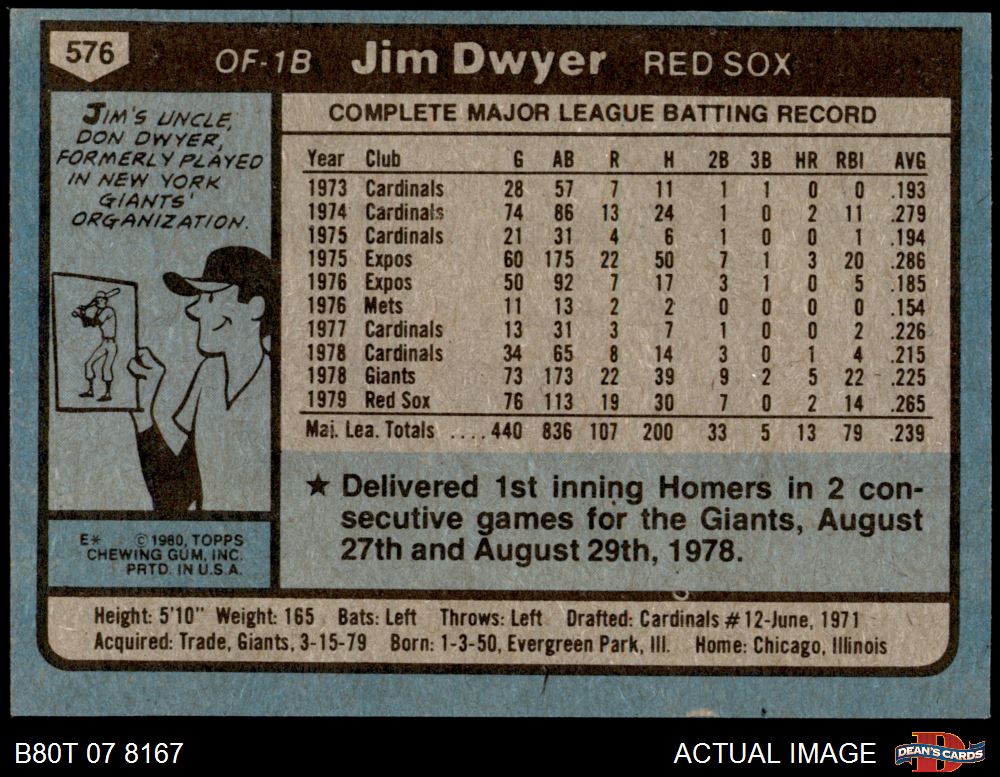 576 OF-1B Jim Dwyer RED SOX
JIM'S UNCLE,
DON DWYER,
FORMERLY PLAYED
IN NEW YORK
GIANTS'
ORGANIZATION.
COMPLETE MAJOR LEAGUE BATTING RECORD
Year Club G AB R H 2B 3B HR RBI AVG
1973 Cardinals 28 57 7 11 1 1 0 0 .193
1974 Cardinals 74 86 13 24 1 0 2 11 .279
1975 Cardinals 21 31 4 6 1 0 0 1 .194
1975 Expos 60 175 22 50 7 1 3 20 .286
1976 Expos 50 92 7 17 3 1 0 5 .185
1976 Mets 11 13 2 2 0 0 0 0 .154
1977 Cardinals 13 31 3 7 1 0 0 2 .226
1978 Cardinals 34 65 8 14 3 0 1 4 .215
1978 Giants 73 173 22 39 9 2 5 22 .225
1979 Red Sox 76 113 19 30 7 0 2 14 .265
Maj. Lea. Totals ....440 836 107 200 33 5 13 79 .239
★ Delivered 1st inning Homers in 2 con-
secutive games for the Giants, August
27th and August 29th, 1978.
E* ©1980, TOPPS
CHEWING GUM, INC.
PRTD. IN U.S.A.
Height: 5'10" Weight: 165 Bats: Left Throws: Left Drafted: Cardinals #12-June, 1971
Acquired: Trade, Giants, 3-15-79 Born: 1-3-50, Evergreen Park, Ill. Home: Chicago, Illinois
B80T 07 8167 ACTUAL IMAGE D DEAN'S CARDS